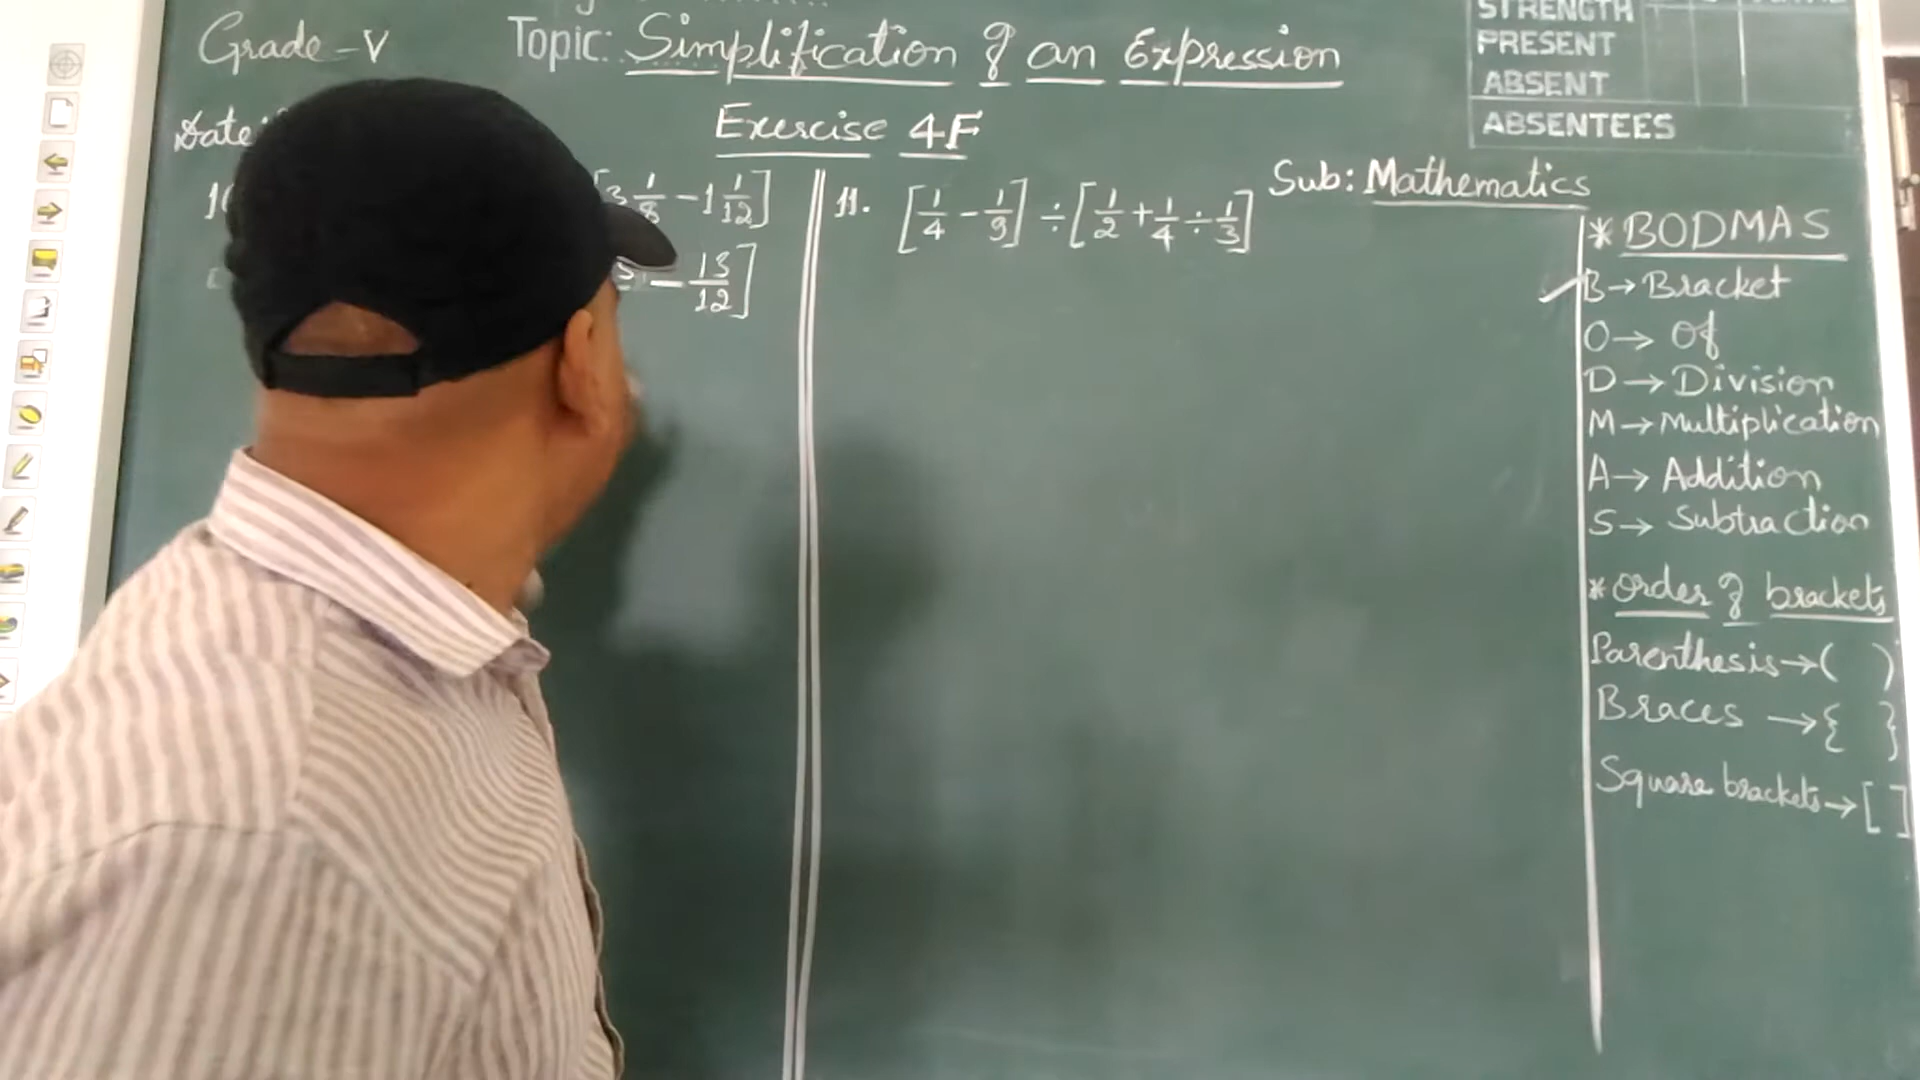 Grade - V Topic: Simplification of an Expression
STRENGTH
PRESENT
ABSENT
ABSENTEES
Date:
Exercise 4F
Sub: Mathematics
3 1/8 - 1 1/12]
- 13/12]
11. [1/4 - 1/9] ÷ [1/2 + 1/4 ÷ 1/3]
* BODMAS
B → Bracket
O → Of
D → Division
M → Multiplication
A → Addition
S → Subtraction
* Order of brackets
Parenthesis → ( )
Braces → { }
Square brackets → [ ]